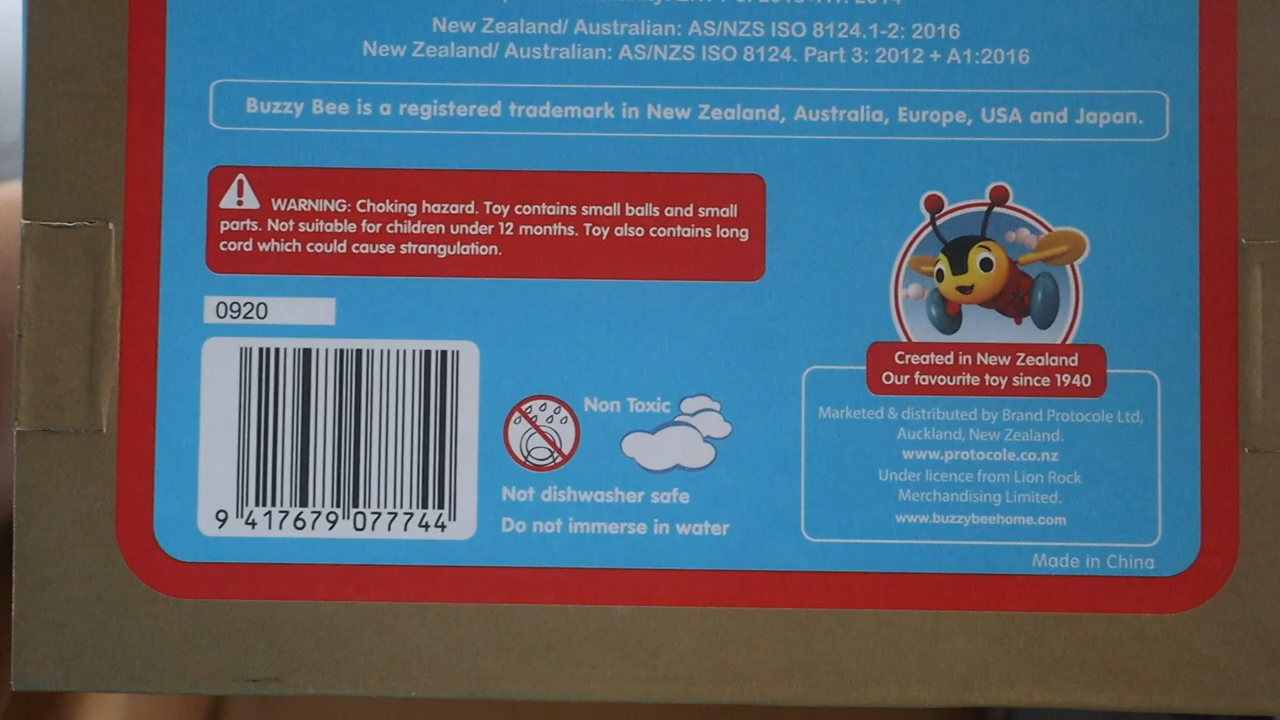 New Zealand/ Australian: AS/NZS ISO 8124.1-2: 2016
New Zealand/ Australian: AS/NZS ISO 8124. Part 3: 2012 + A1:2016
Buzzy Bee is a registered trademark in New Zealand, Australia, Europe, USA and Japan.
WARNING: Choking hazard. Toy contains small balls and small
parts. Not suitable for children under 12 months. Toy also contains long
cord which could cause strangulation.
0920
9 417679 077744
Non Toxic
Not dishwasher safe
Do not immerse in water
Created in New Zealand
Our favourite toy since 1940
Marketed & distributed by Brand Protocole Ltd,
Auckland, New Zealand.
www.protocole.co.nz
Under licence from Lion Rock
Merchandising Limited.
www.buzzybeehome.com
Made in China